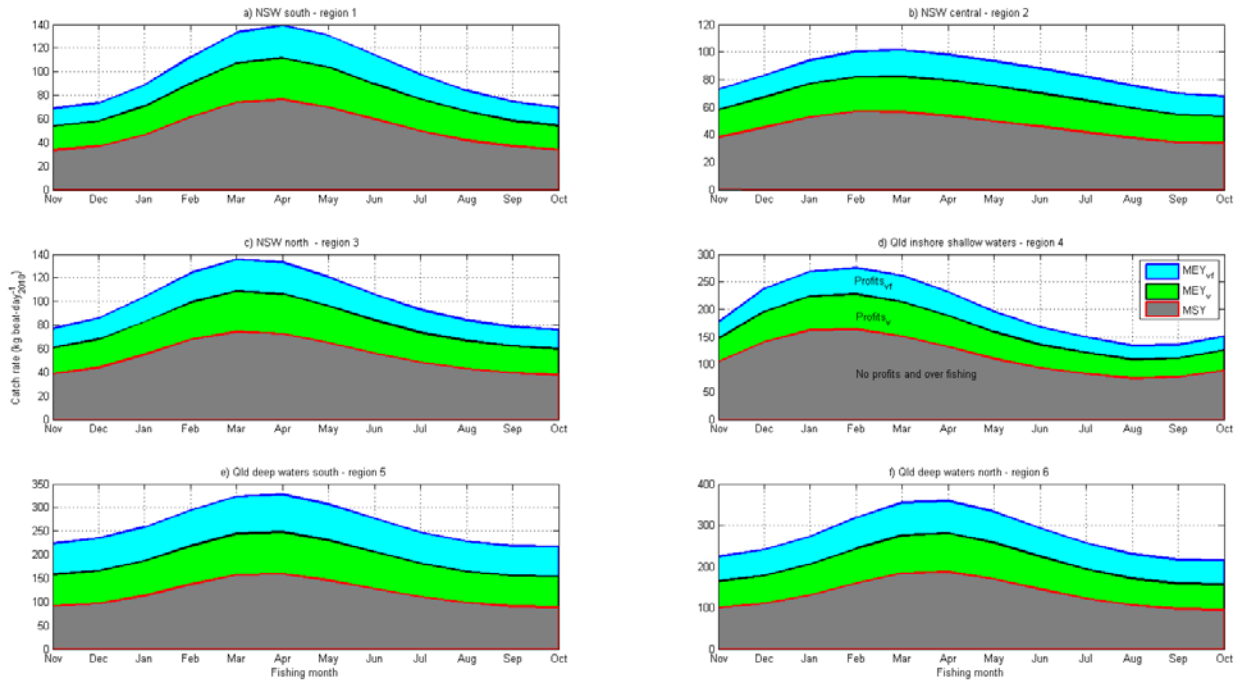 a) NSW south - region 1
140
120
100
80
60
40
20
0
Nov Dec Jan Feb Mar Apr May Jun Jul Aug Sep Oct
b) NSW central - region 2
120
100
80
60
40
20
0
Nov Dec Jan Feb Mar Apr May Jun Jul Aug Sep Oct
c) NSW north - region 3
Catch rate (kg boat-day⁻¹₂₀₁₀)
140
120
100
80
60
40
20
0
Nov Dec Jan Feb Mar Apr May Jun Jul Aug Sep Oct
d) Qld inshore shallow waters - region 4
300
250
200
150
100
50
0
Profits_vf
Profits_v
No profits and over fishing
MEY_vf
MEY_v
MSY
Nov Dec Jan Feb Mar Apr May Jun Jul Aug Sep Oct
e) Qld deep waters south - region 5
350
300
250
200
150
100
50
0
Nov Dec Jan Feb Mar Apr May Jun Jul Aug Sep Oct
Fishing month
f) Qld deep waters north - region 6
400
300
200
100
0
Nov Dec Jan Feb Mar Apr May Jun Jul Aug Sep Oct
Fishing month